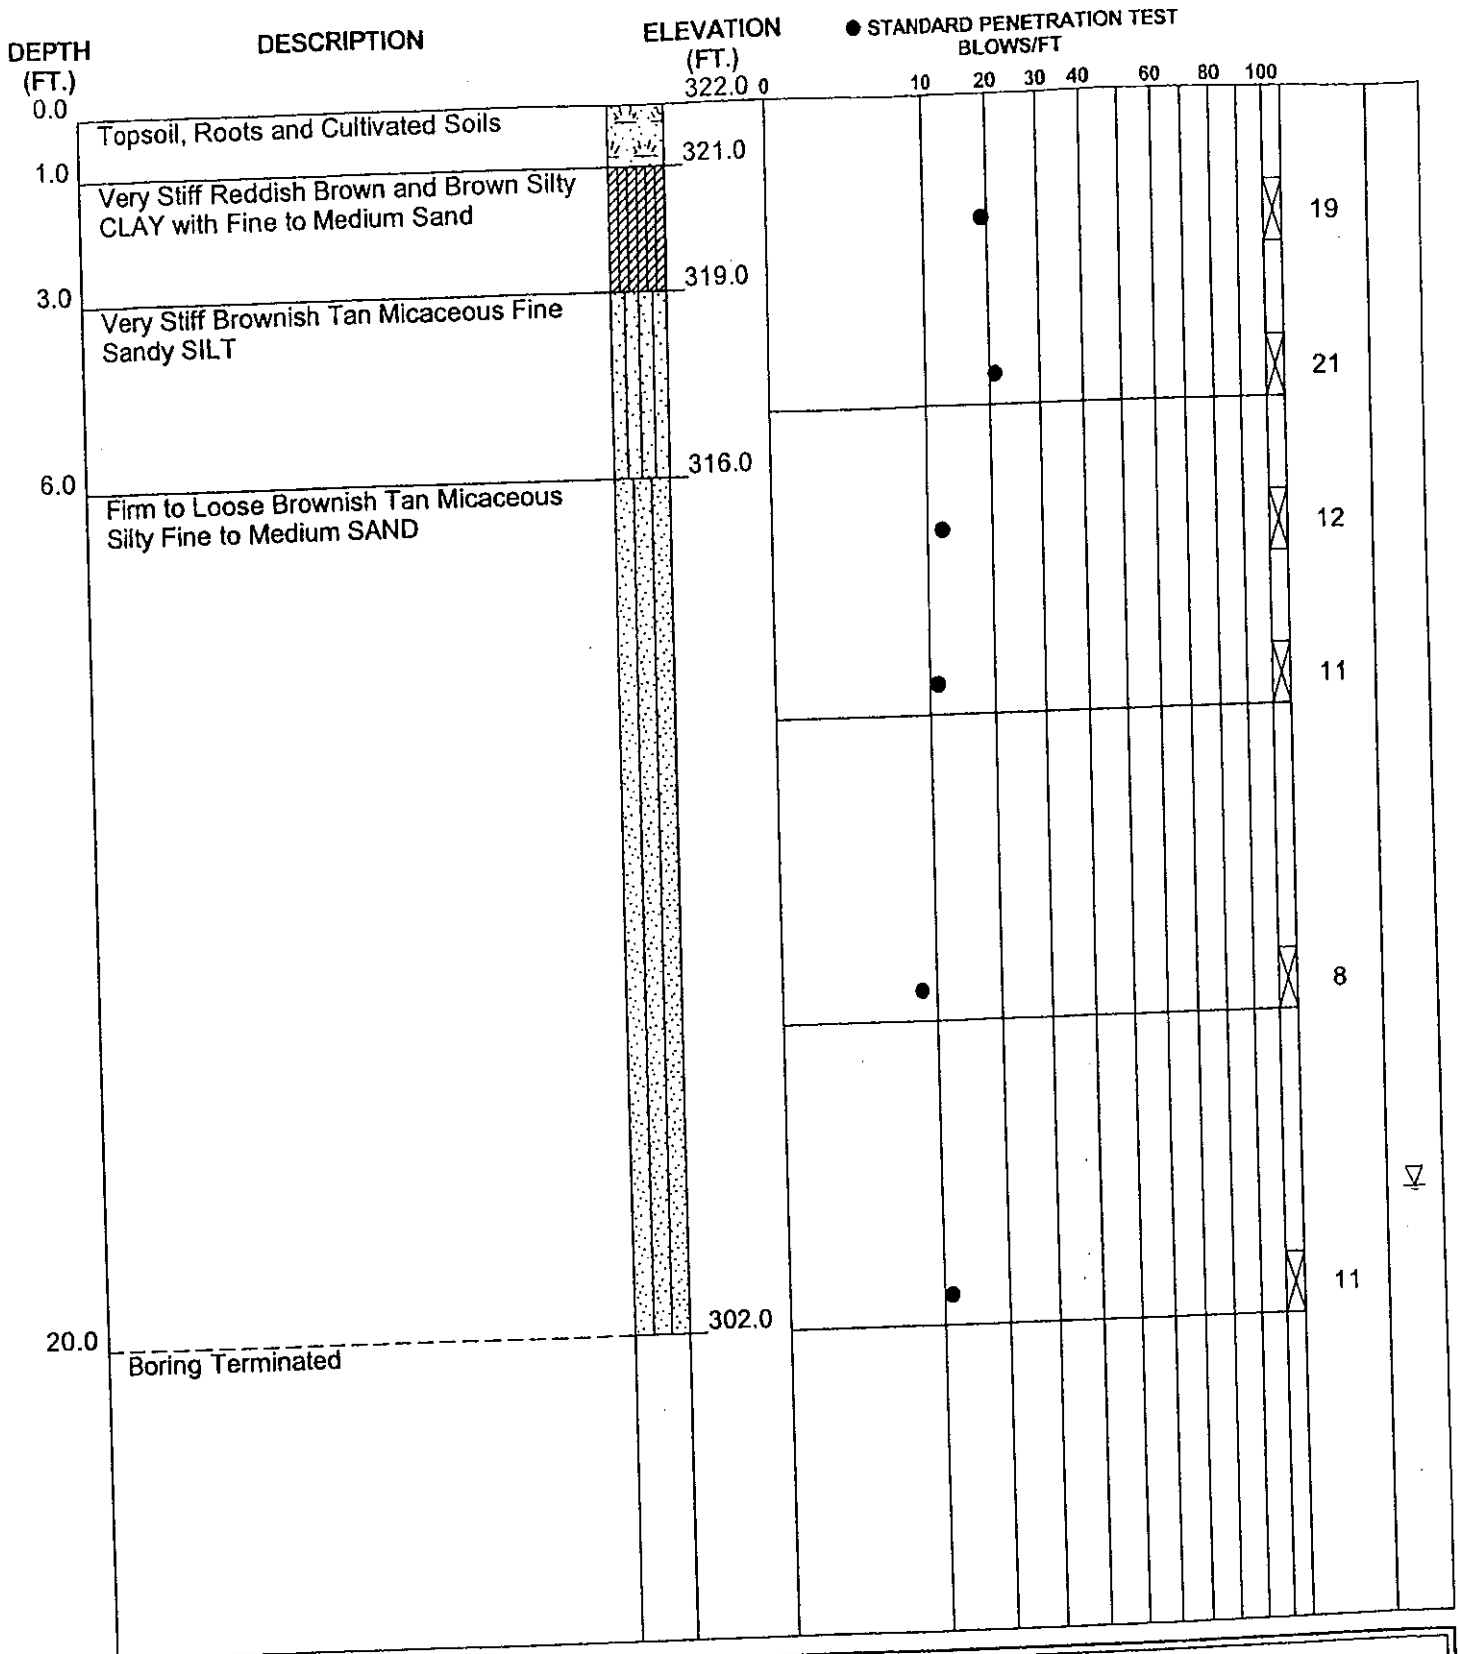 DEPTH
(FT.)
DESCRIPTION
ELEVATION
(FT.)
● STANDARD PENETRATION TEST
BLOWS/FT
0 10 20 30 40 60 80 100
0.0
322.0
Topsoil, Roots and Cultivated Soils
1.0
321.0
Very Stiff Reddish Brown and Brown Silty
CLAY with Fine to Medium Sand
19
3.0
319.0
Very Stiff Brownish Tan Micaceous Fine
Sandy SILT
21
6.0
316.0
Firm to Loose Brownish Tan Micaceous
Silty Fine to Medium SAND
12
11
8
11
20.0
302.0
Boring Terminated